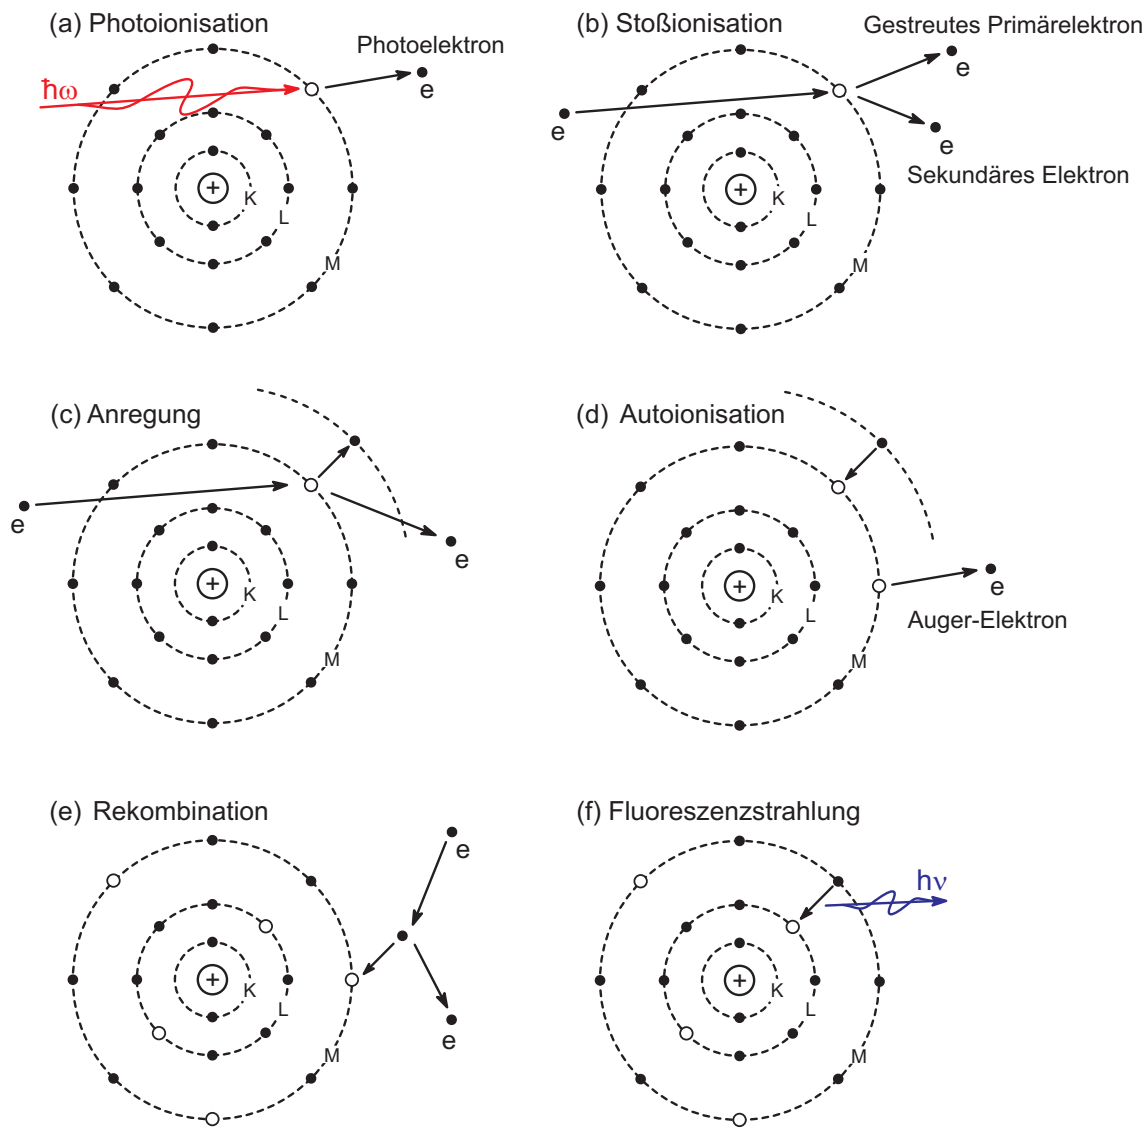 (a) Photoionisation
Photoelektron
ħω
e
+
K
L
M
(b) Stoßionisation
Gestreutes Primärelektron
e
e
e
Sekundäres Elektron
+
K
L
M
(c) Anregung
e
e
+
K
L
M
(d) Autoionisation
e
Auger-Elektron
+
K
L
M
(e) Rekombination
e
e
+
K
L
M
(f) Fluoreszenzstrahlung
hν
+
K
L
M